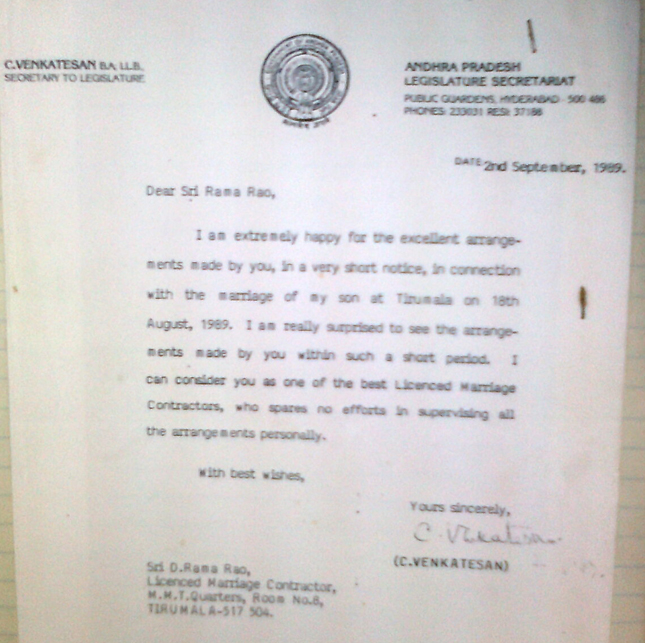 C.VENKATESAN B.A., LL.B.,
SECRETARY TO LEGISLATURE
ANDHRA PRADESH
LEGISLATURE SECRETARIAT
PUBLIC GUARDENS, HYDERABAD - 500 486
PHONES: 233031 RESI: 37188
DATE 2nd September, 1989.
Dear Sri Rama Rao,
I am extremely happy for the excellent arrange-
ments made by you, in a very short notice, in connection
with the marriage of my son at Tirumala on 18th
August, 1989. I am really surprised to see the arrange-
ments made by you within such a short period. I
can consider you as one of the best Licenced Marriage
Contractors, who spares no efforts in supervising all
the arrangements personally.
With best wishes,
Yours sincerely,
C. Venkatesan
(C.VENKATESAN)
Sri D.Rama Rao,
Licenced Marriage Contractor,
M.M.T.Quarters, Room No.8,
TIRUMALA-517 504.